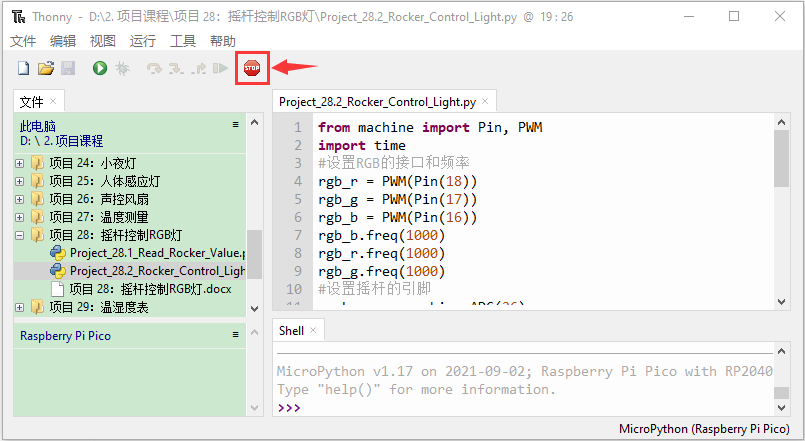 Thonny - D:\2. 项目课程\项目 28：摇杆控制RGB灯\Project_28.2_Rocker_Control_Light.py @ 19 : 26
文件 编辑 视图 运行 工具 帮助
STOP
文件 ×
此电脑
D: \ 2. 项目课程
项目 24：小夜灯
项目 25：人体感应灯
项目 26：声控风扇
项目 27：温度测量
项目 28：摇杆控制RGB灯
Project_28.1_Read_Rocker_Value.p
Project_28.2_Rocker_Control_Ligh
项目 28：摇杆控制RGB灯.docx
项目 29：温湿度表
Raspberry Pi Pico
Project_28.2_Rocker_Control_Light.py ×
1 from machine import Pin, PWM
2 import time
3 #设置RGB的接口和频率
4 rgb_r = PWM(Pin(18))
5 rgb_g = PWM(Pin(17))
6 rgb_b = PWM(Pin(16))
7 rgb_b.freq(1000)
8 rgb_r.freq(1000)
9 rgb_g.freq(1000)
10 #设置摇杆的引脚
11
Shell ×
MicroPython v1.17 on 2021-09-02; Raspberry Pi Pico with RP2040
Type "help()" for more information.
>>>
MicroPython (Raspberry Pi Pico)